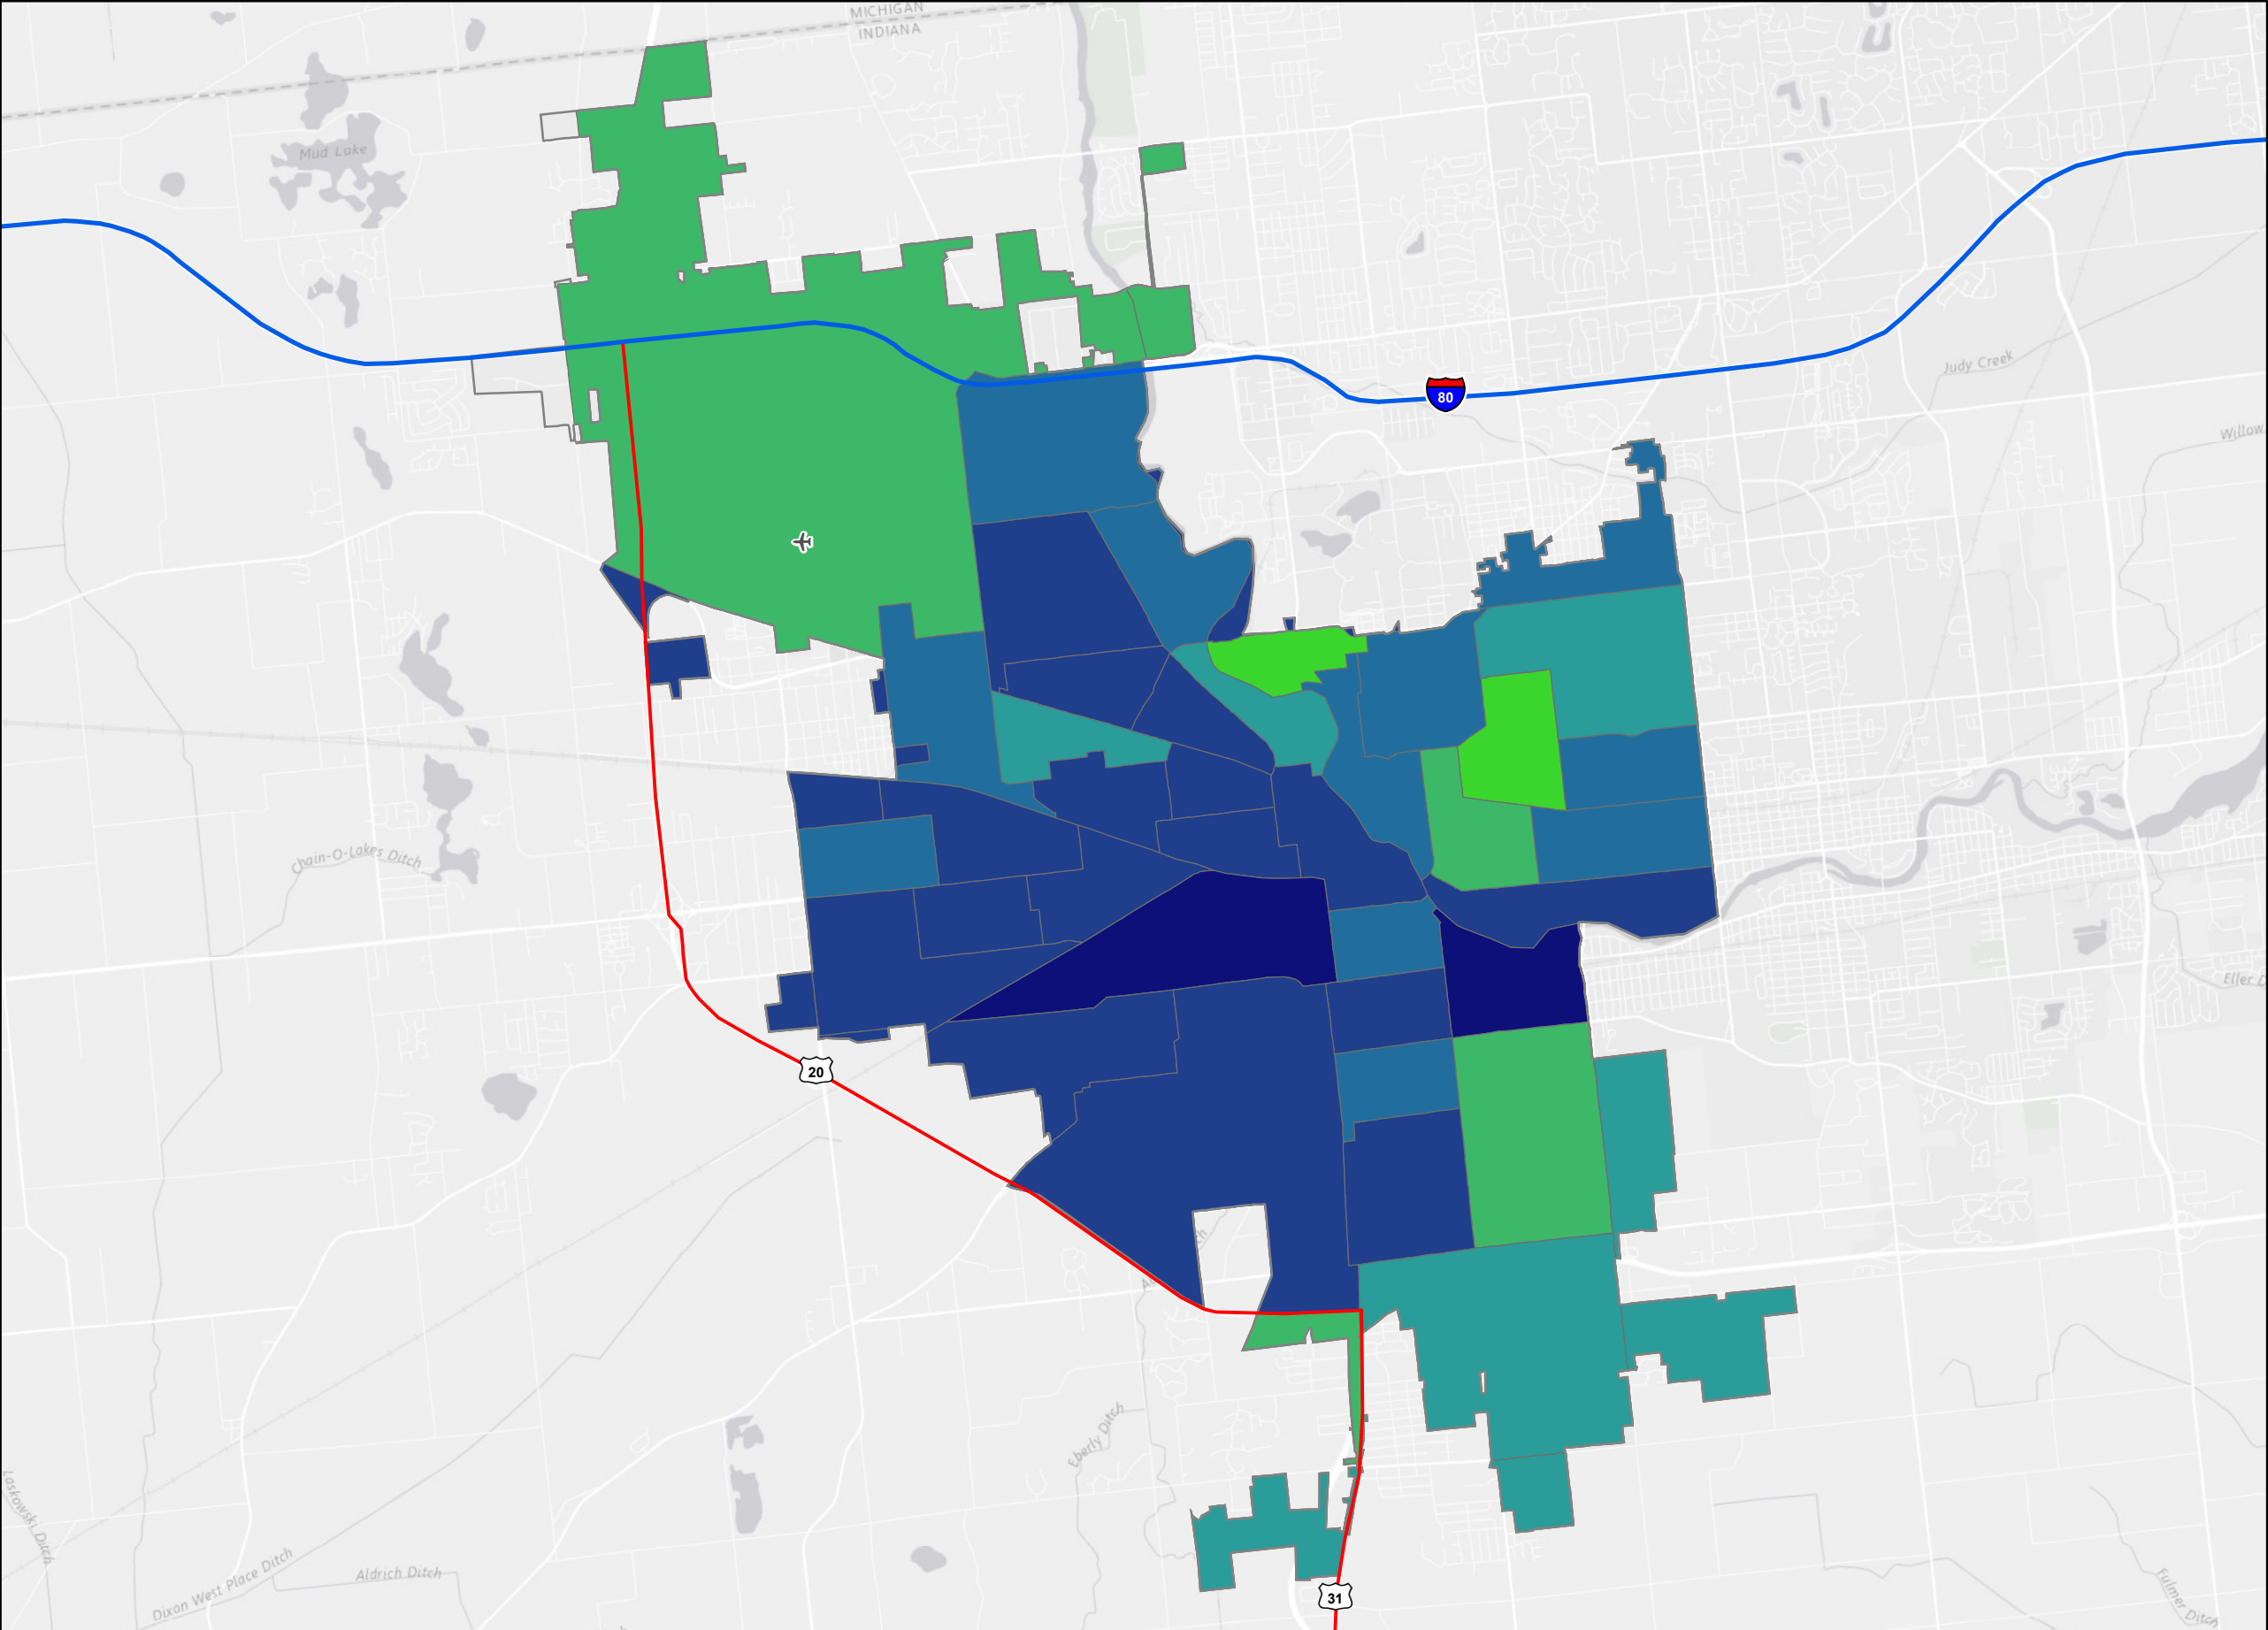 MICHIGAN
INDIANA
Mud Lake
Judy Creek
80
Willow
Chain-O-Lakes Ditch
Eller D
20
Eberly Ditch
Laskowski Ditch
Dixon West Place Ditch
Aldrich Ditch
31
Fulmer Ditch